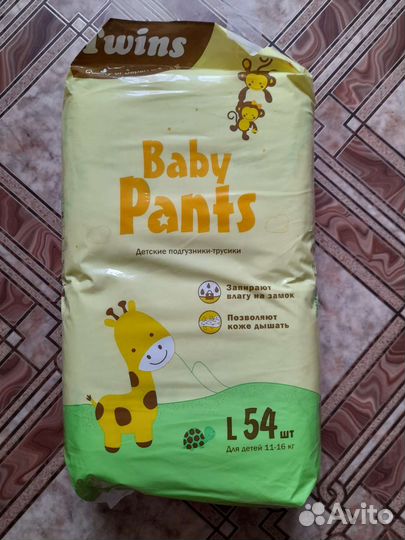 Twins
Baby
Pants
Детские подгузники-трусики
Запирают
влагу на замок
Позволяют
коже дышать
L 54 шт
Для детей 11-16 кг
Avito